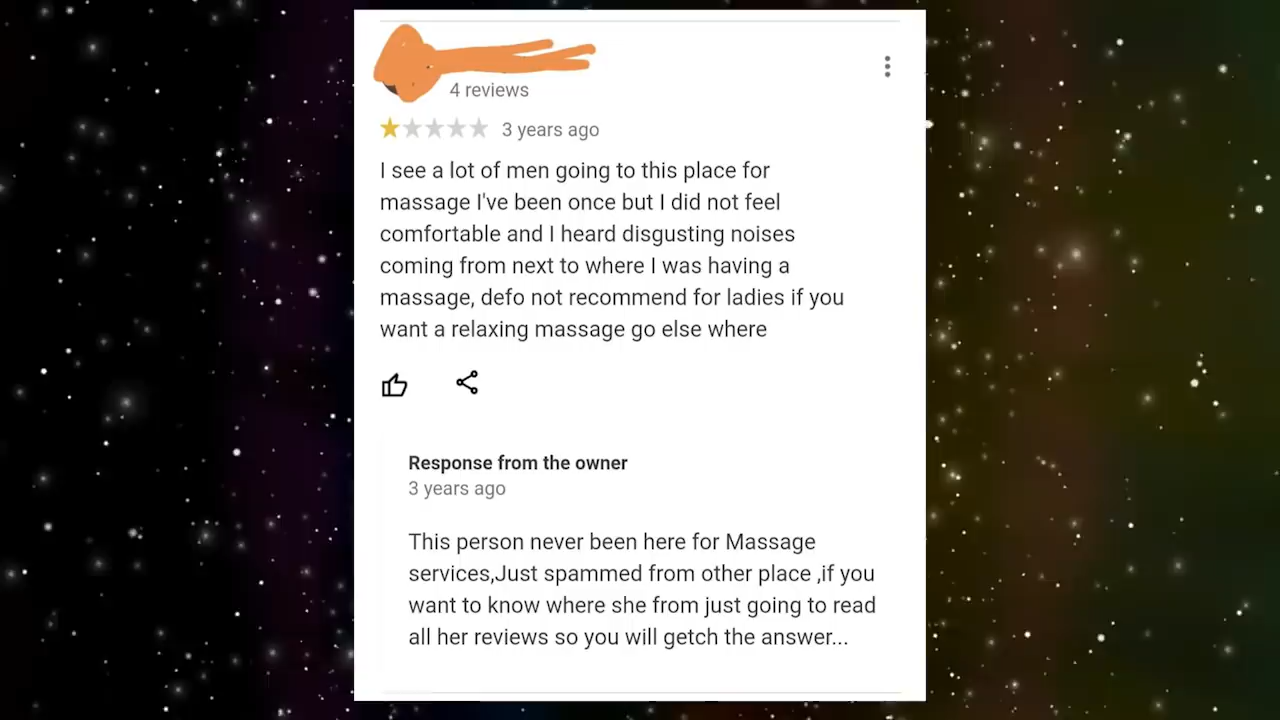 4 reviews
3 years ago
I see a lot of men going to this place for
massage I've been once but I did not feel
comfortable and I heard disgusting noises
coming from next to where I was having a
massage, defo not recommend for ladies if you
want a relaxing massage go else where
Response from the owner
3 years ago
This person never been here for Massage
services,Just spammed from other place ,if you
want to know where she from just going to read
all her reviews so you will getch the answer...